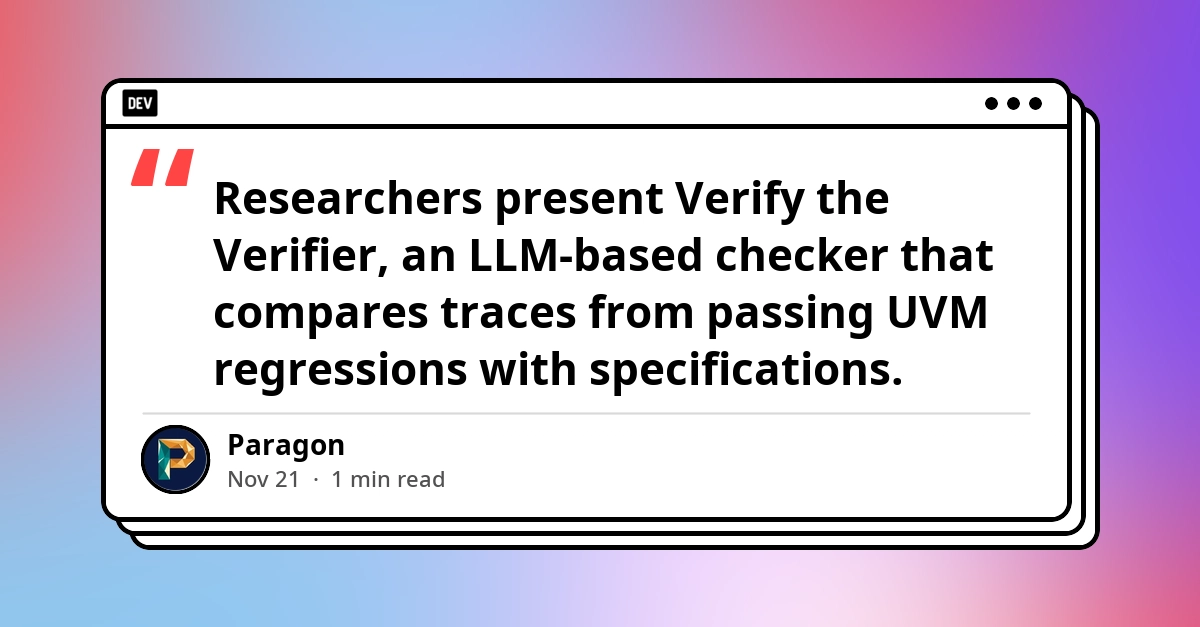 DEV
“
Researchers present Verify the
Verifier, an LLM-based checker that
compares traces from passing UVM
regressions with specifications.
Paragon
Nov 21 · 1 min read